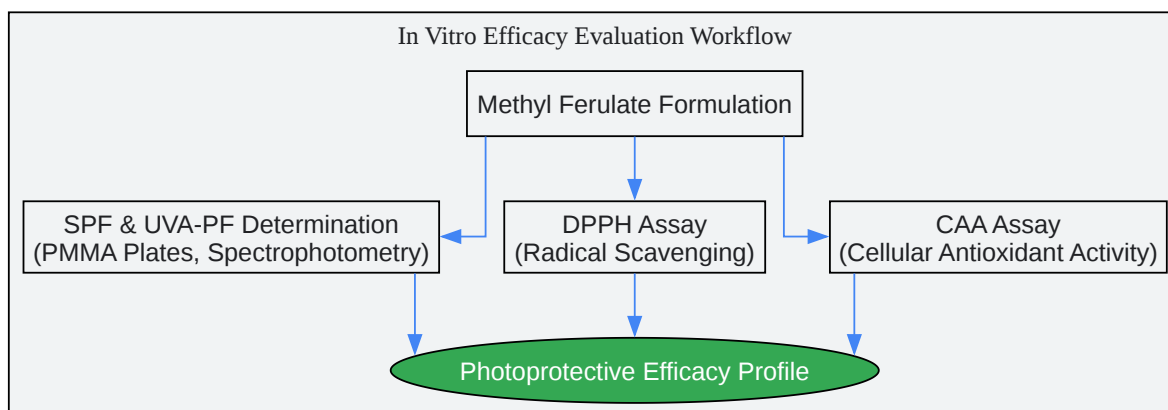 In Vitro Efficacy Evaluation Workflow
Methyl Ferulate Formulation
SPF & UVA-PF Determination
(PMMA Plates, Spectrophotometry)
DPPH Assay
(Radical Scavenging)
CAA Assay
(Cellular Antioxidant Activity)
Photoprotective Efficacy Profile